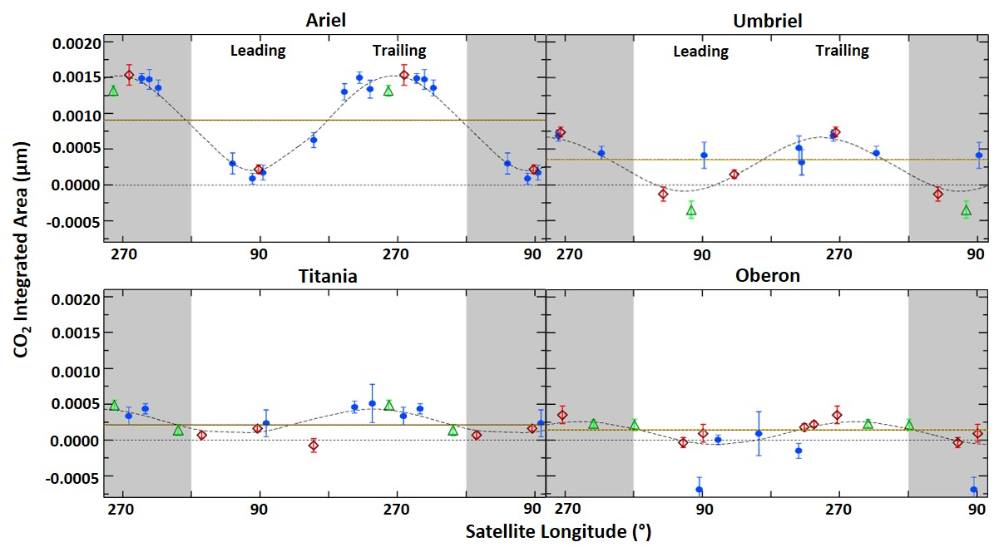 Ariel
Umbriel
CO2 Integrated Area (µm)
0.0020
0.0015
0.0010
0.0005
0.0000
-0.0005
Leading
Trailing
Leading
Trailing
270
90
270
90
270
90
270
90
Titania
Oberon
0.0020
0.0015
0.0010
0.0005
0.0000
-0.0005
270
90
270
90
270
90
270
90
Satellite Longitude (°)